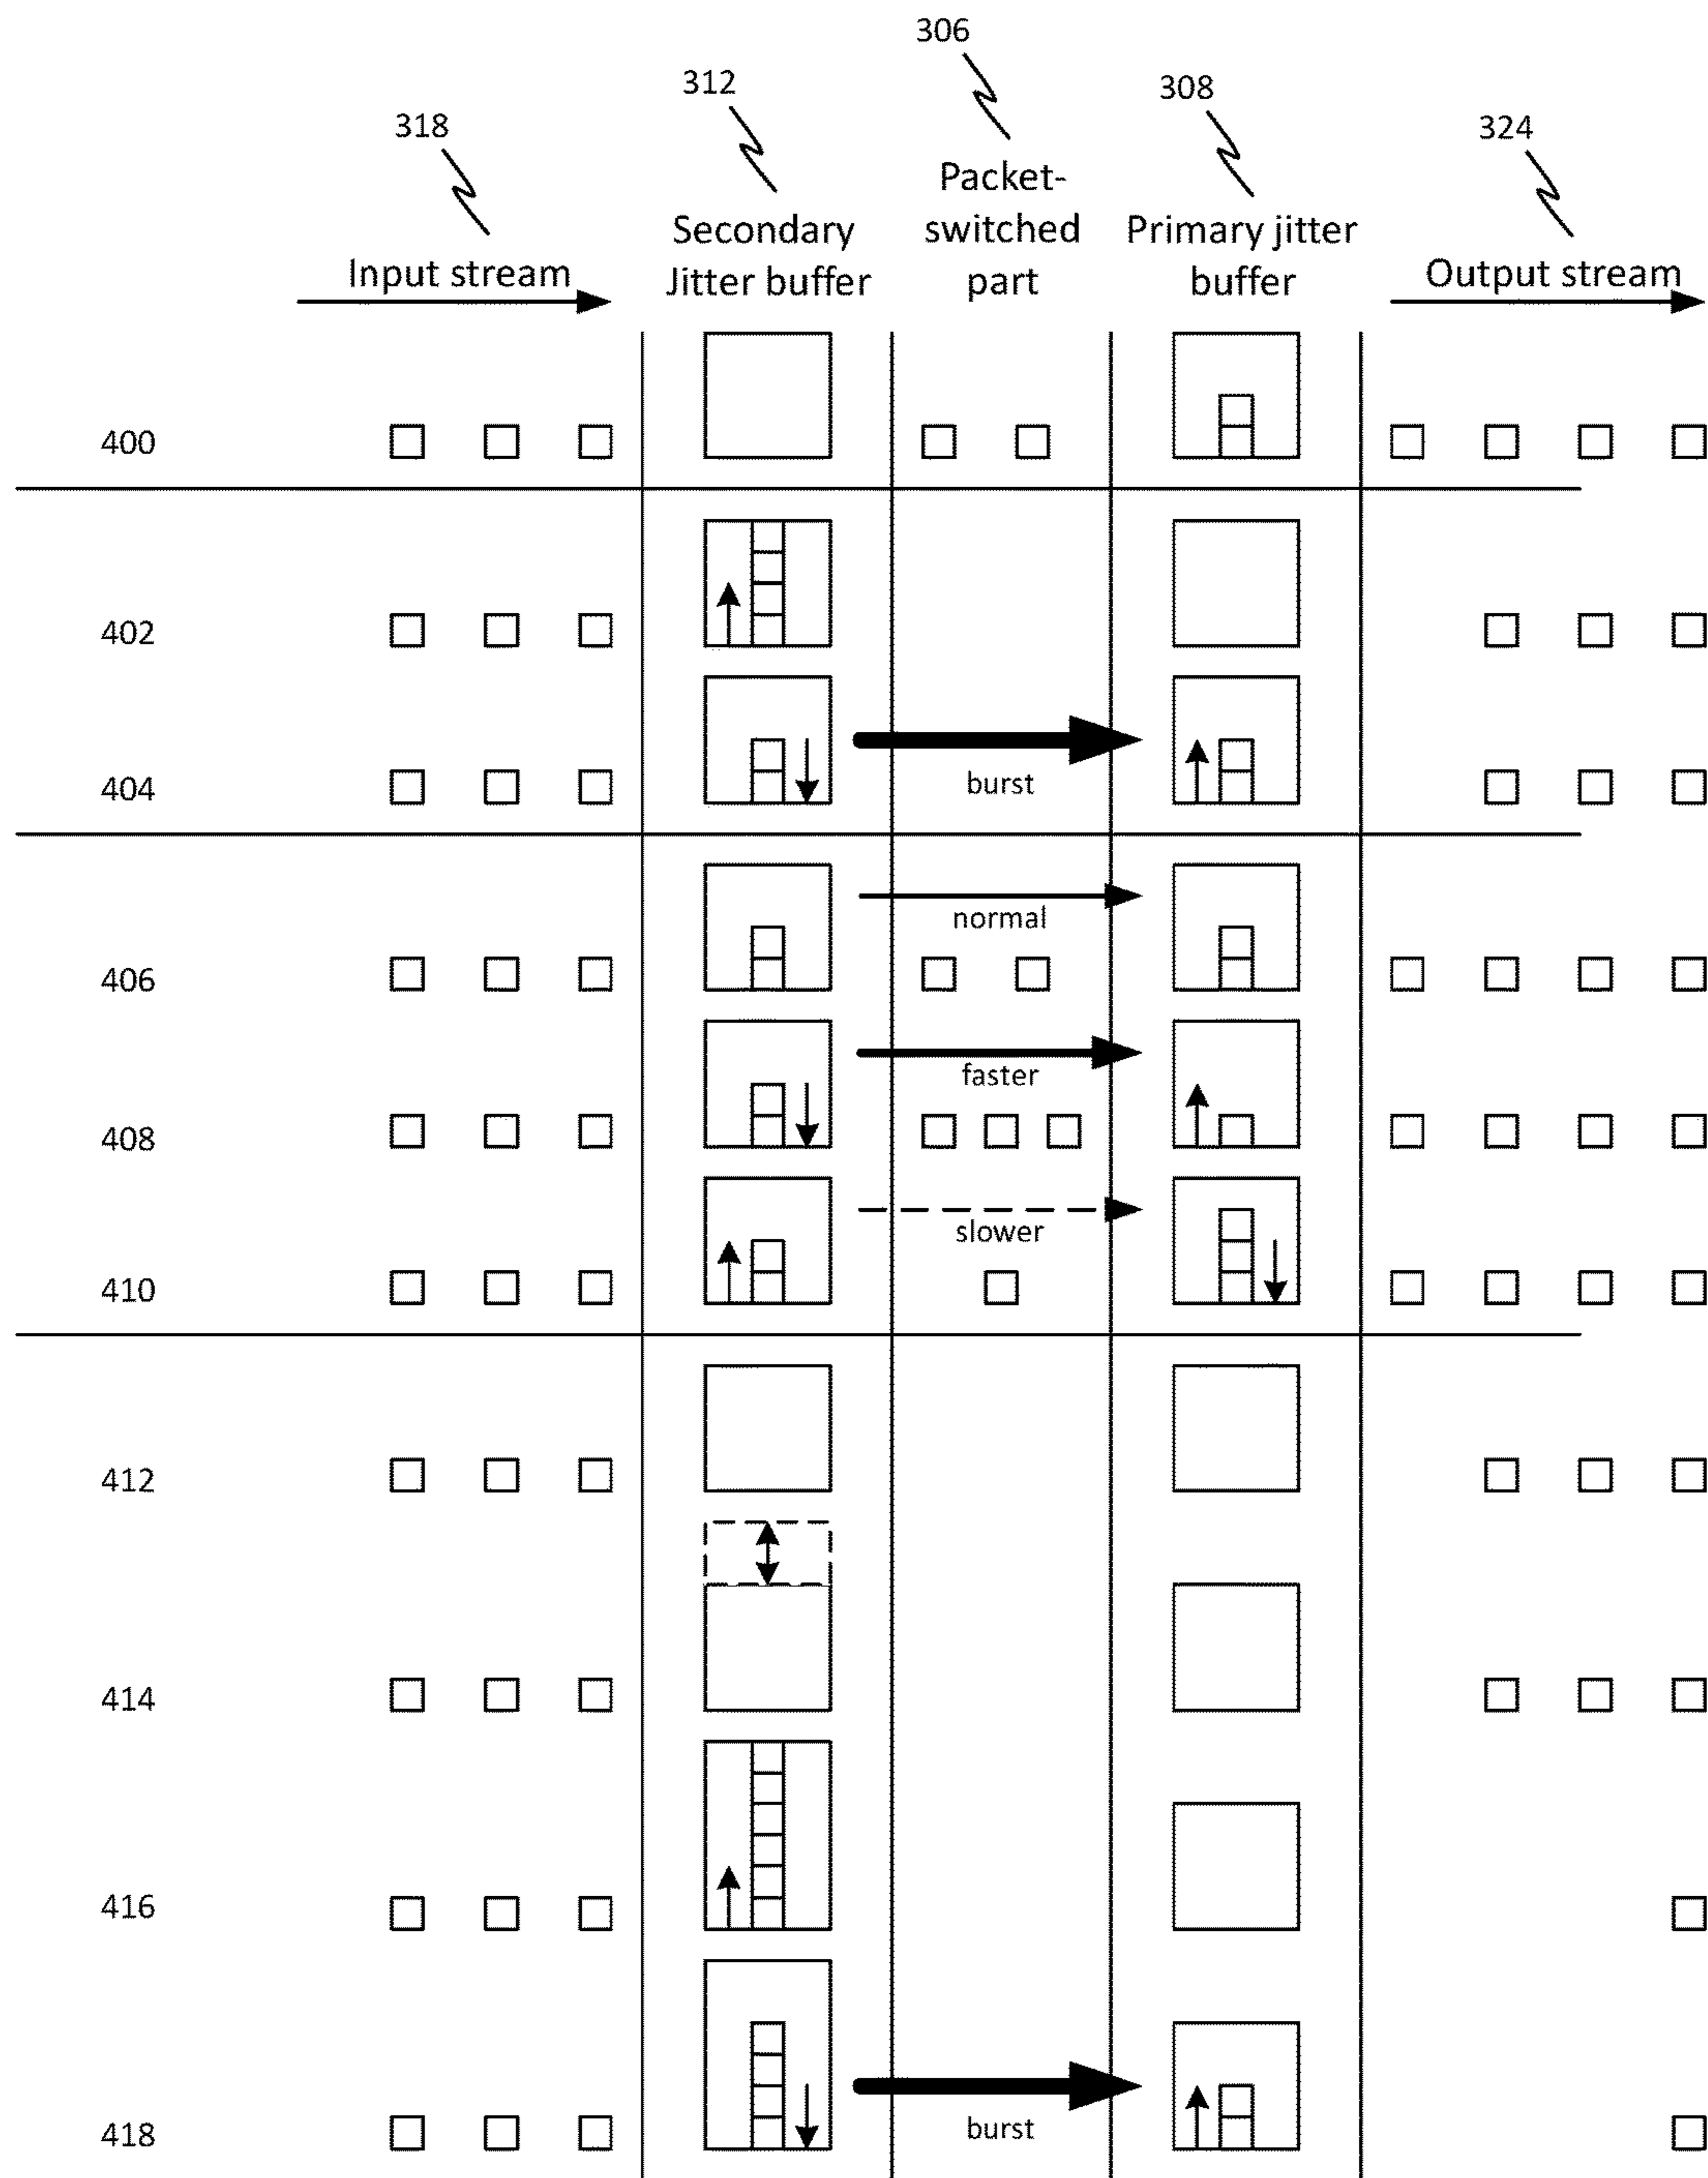 306
312
308
318
324
Packet-
Secondary switched Primary jitter
Input stream Jitter buffer part buffer Output stream
400
402
404 burst
normal
406
faster
408
slower
410
412
414
416
418 burst